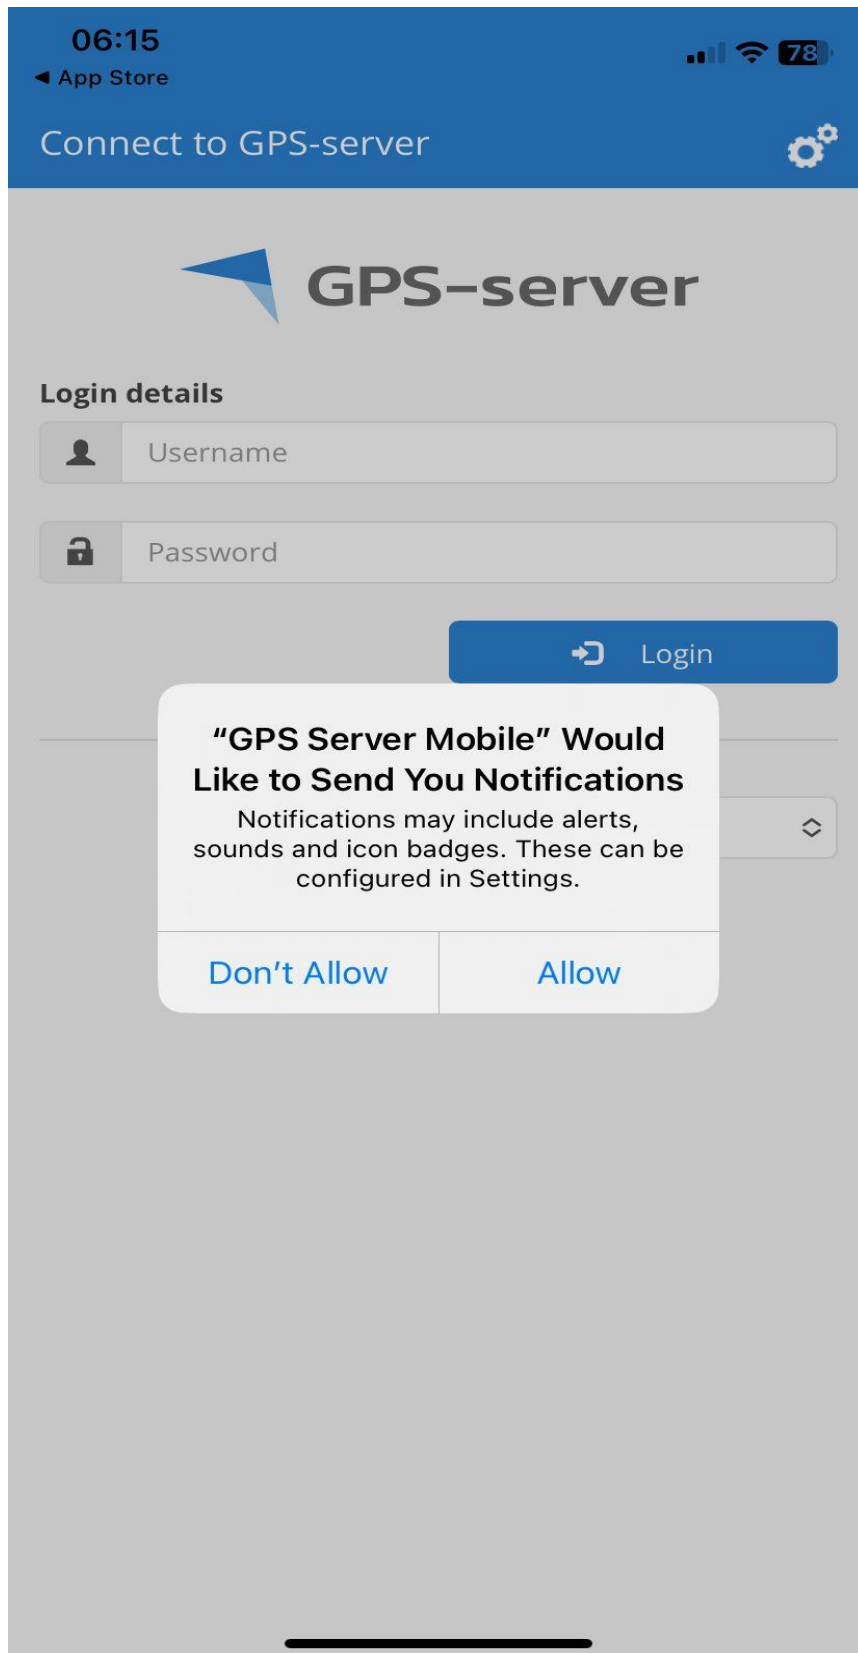 06:15
78
◀ App Store
Connect to GPS-server
GPS–server
Login details
Username
Password
Login
“GPS Server Mobile” Would
Like to Send You Notifications
Notifications may include alerts,
sounds and icon badges. These can be
configured in Settings.
Don’t Allow
Allow